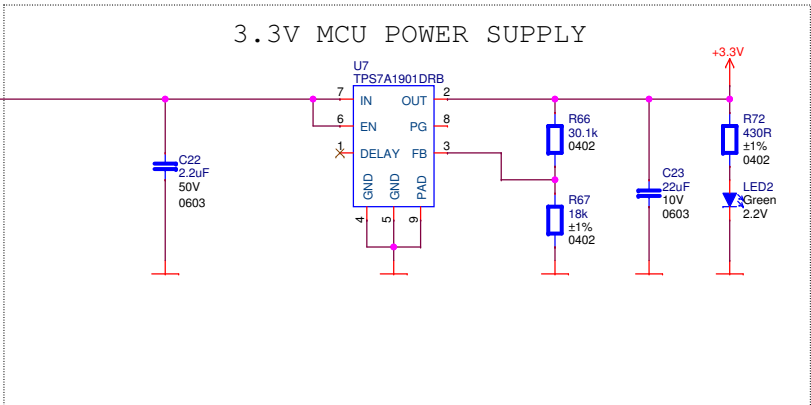 3.3V MCU POWER SUPPLY
+3.3V
U7
TPS7A1901DRB
7 IN OUT 2
6 EN PG 8
1 DELAY FB 3
GND GND PAD
4 5 9
C22
2.2uF
50V
0603
R66
30.1k
0402
R67
18k
±1%
0402
C23
22uF
10V
0603
R72
430R
±1%
0402
LED2
Green
2.2V